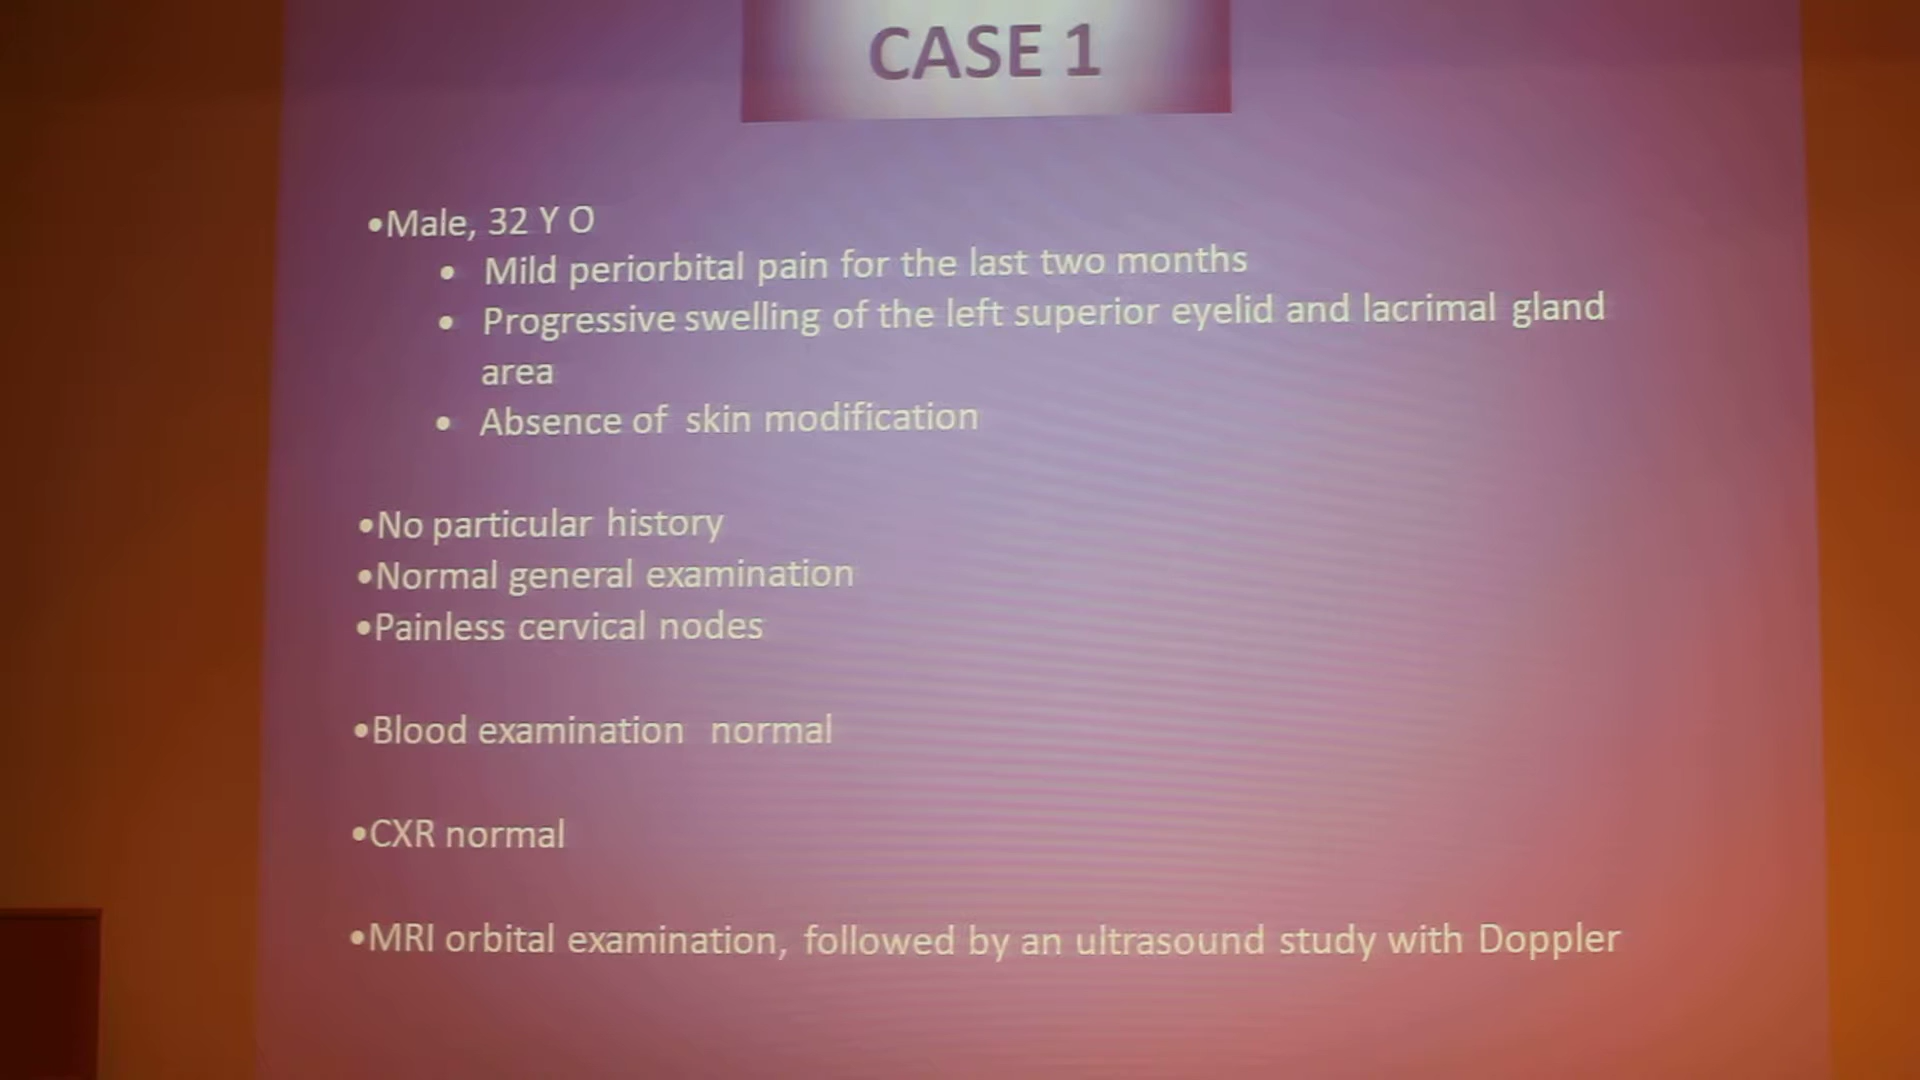 CASE 1
•Male, 32 Y O
• Mild periorbital pain for the last two months
• Progressive swelling of the left superior eyelid and lacrimal gland
area
• Absence of skin modification
•No particular history
•Normal general examination
•Painless cervical nodes
•Blood examination normal
•CXR normal
•MRI orbital examination, followed by an ultrasound study with Doppler